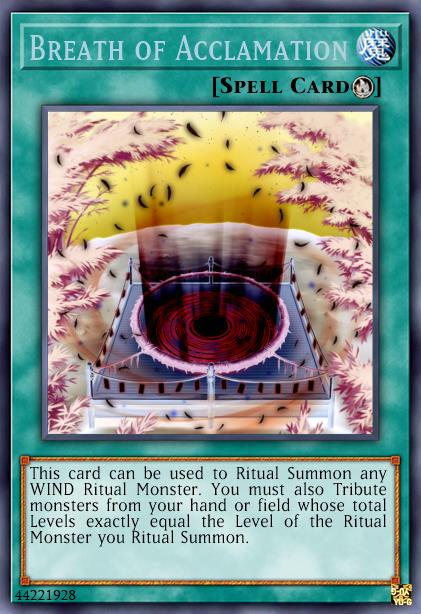 BREATH OF ACCLAMATION 魔
[SPELL CARD]
This card can be used to Ritual Summon any
WIND Ritual Monster. You must also Tribute
monsters from your hand or field whose total
Levels exactly equal the Level of the Ritual
Monster you Ritual Summon.
44221928